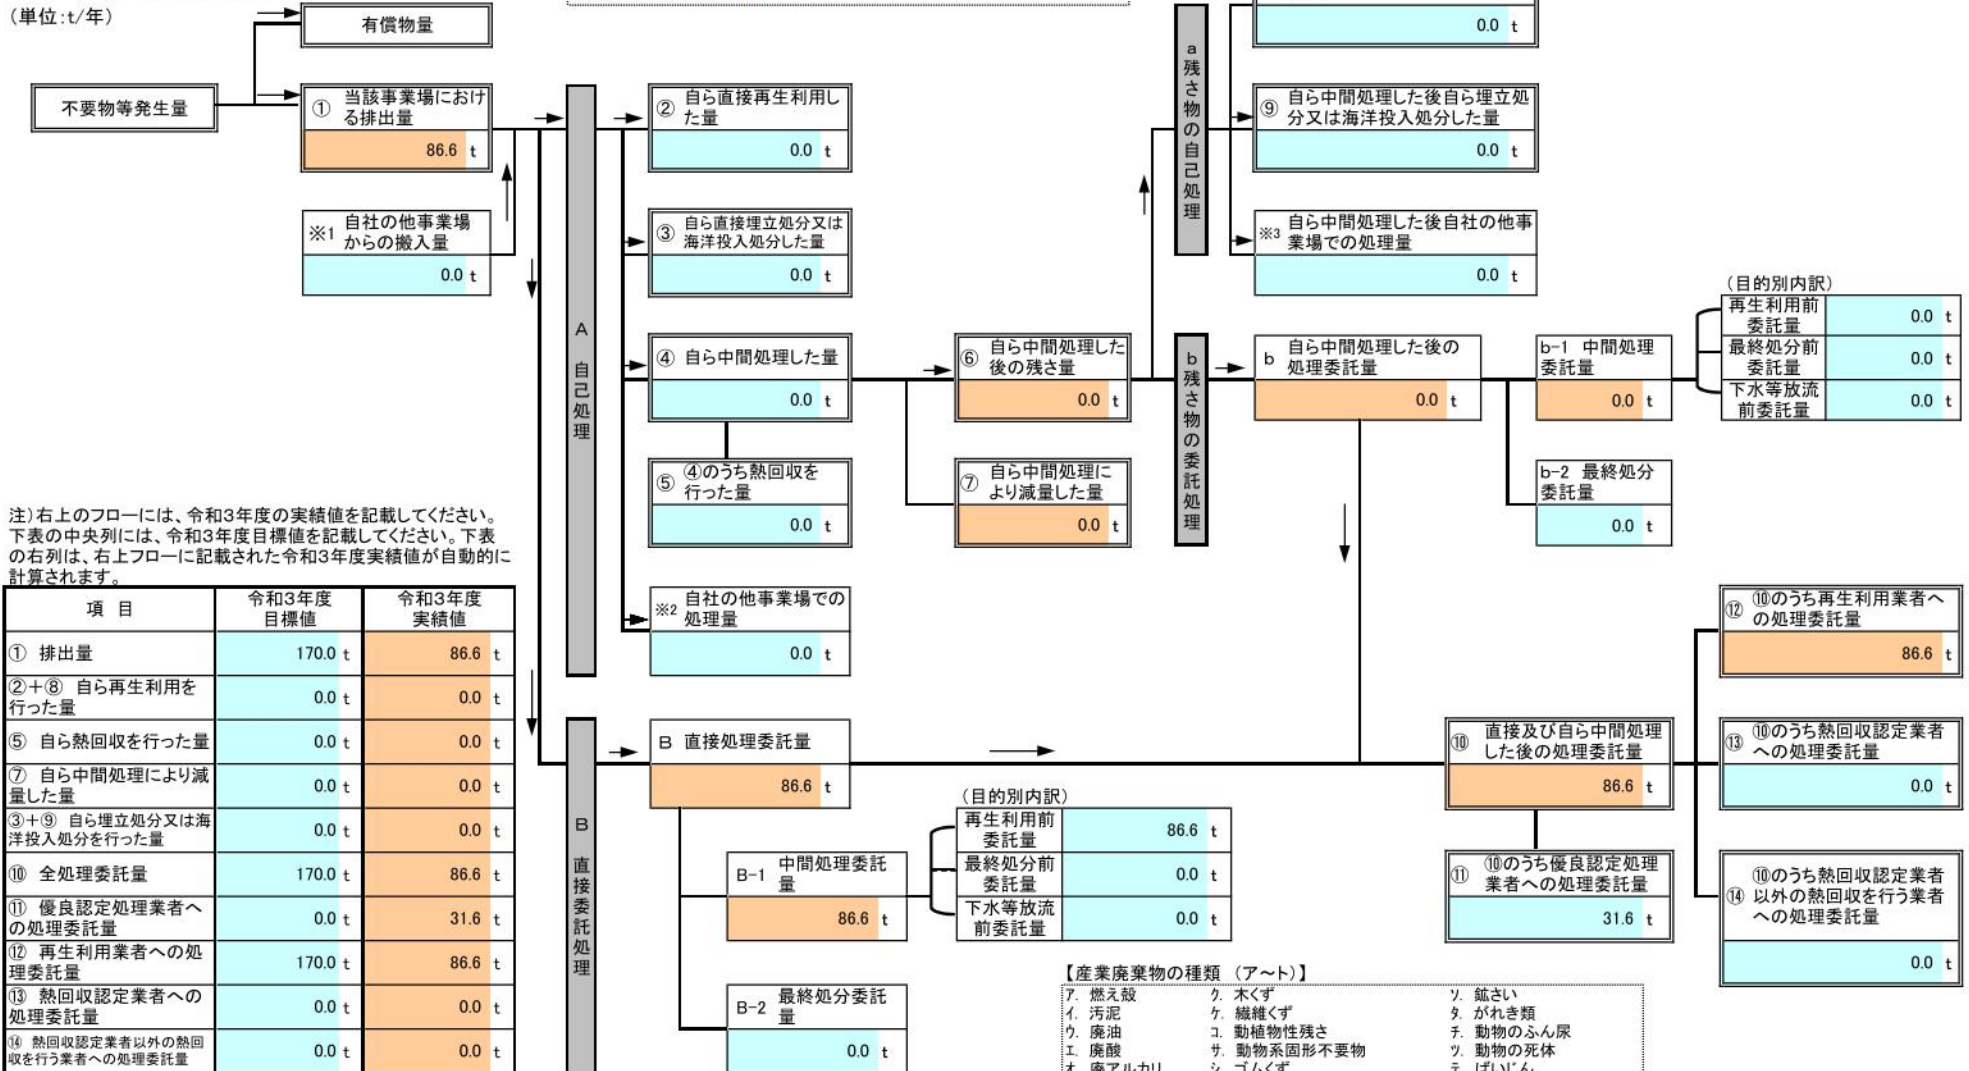 (単位:t/年)
有償物量
不要物等発生量
① 当該事業場におけ
る排出量
86.6 t
※1 自社の他事業場
からの搬入量
0.0 t
A 自己処理
② 自ら直接再生利用し
た量
0.0 t
③ 自ら直接埋立処分又は
海洋投入処分した量
0.0 t
④ 自ら中間処理した量
0.0 t
⑤ ④のうち熱回収を
行った量
0.0 t
※2 自社の他事業場での
処理量
0.0 t
⑥ 自ら中間処理した
後の残さ量
0.0 t
⑦ 自ら中間処理に
より減量した量
0.0 t
a 残さ物の自己処理
0.0 t
⑨ 自ら中間処理した後自ら埋立処
分又は海洋投入処分した量
0.0 t
※3 自ら中間処理した後自社の他事
業場での処理量
0.0 t
b 残さ物の委託処理
b 自ら中間処理した後の
処理委託量
0.0 t
b-1 中間処理
委託量
0.0 t
b-2 最終処分
委託量
0.0 t
(目的別内訳)
再生利用前
委託量
0.0 t
最終処分前
委託量
0.0 t
下水等放流
前委託量
0.0 t
注)右上のフローには、令和3年度の実績値を記載してください。
下表の中央列には、令和3年度目標値を記載してください。下表
の右列は、右上フローに記載された令和3年度実績値が自動的に
計算されます。
項 目 令和3年度
目標値 令和3年度
実績値
① 排出量 170.0 t 86.6 t
②+⑧ 自ら再生利用を
行った量 0.0 t 0.0 t
⑤ 自ら熱回収を行った量 0.0 t 0.0 t
⑦ 自ら中間処理により減
量した量 0.0 t 0.0 t
③+⑨ 自ら埋立処分又は海
洋投入処分を行った量 0.0 t 0.0 t
⑩ 全処理委託量 170.0 t 86.6 t
⑪ 優良認定処理業者へ
の処理委託量 0.0 t 31.6 t
⑫ 再生利用業者への処
理委託量 170.0 t 86.6 t
⑬ 熱回収認定業者への
処理委託量 0.0 t 0.0 t
⑭ 熱回収認定業者以外の熱回
収を行う業者への処理委託量 0.0 t 0.0 t
B 直接委託処理
B 直接処理委託量
86.6 t
B-1 中間処理委託
量
86.6 t
B-2 最終処分委託
量
0.0 t
(目的別内訳)
再生利用前
委託量
86.6 t
最終処分前
委託量
0.0 t
下水等放流
前委託量
0.0 t
⑩ 直接及び自ら中間処理
した後の処理委託量
86.6 t
⑪ ⑩のうち優良認定処理
業者への処理委託量
31.6 t
⑫ ⑩のうち再生利用業者へ
の処理委託量
86.6 t
⑬ ⑩のうち熱回収認定業者
への処理委託量
0.0 t
⑭ ⑩のうち熱回収認定業者
以外の熱回収を行う業者
への処理委託量
0.0 t
【産業廃棄物の種類 (ア~ト)】
ア. 燃え殻 ク. 木くず ソ. 鉱さい
イ. 汚泥 ケ. 繊維くず タ. がれき類
ウ. 廃油 コ. 動植物性残さ チ. 動物のふん尿
エ. 廃酸 サ. 動物系固形不要物 ツ. 動物の死体
オ. 廃アルカリ シ. ゴムくず テ. ばいじん